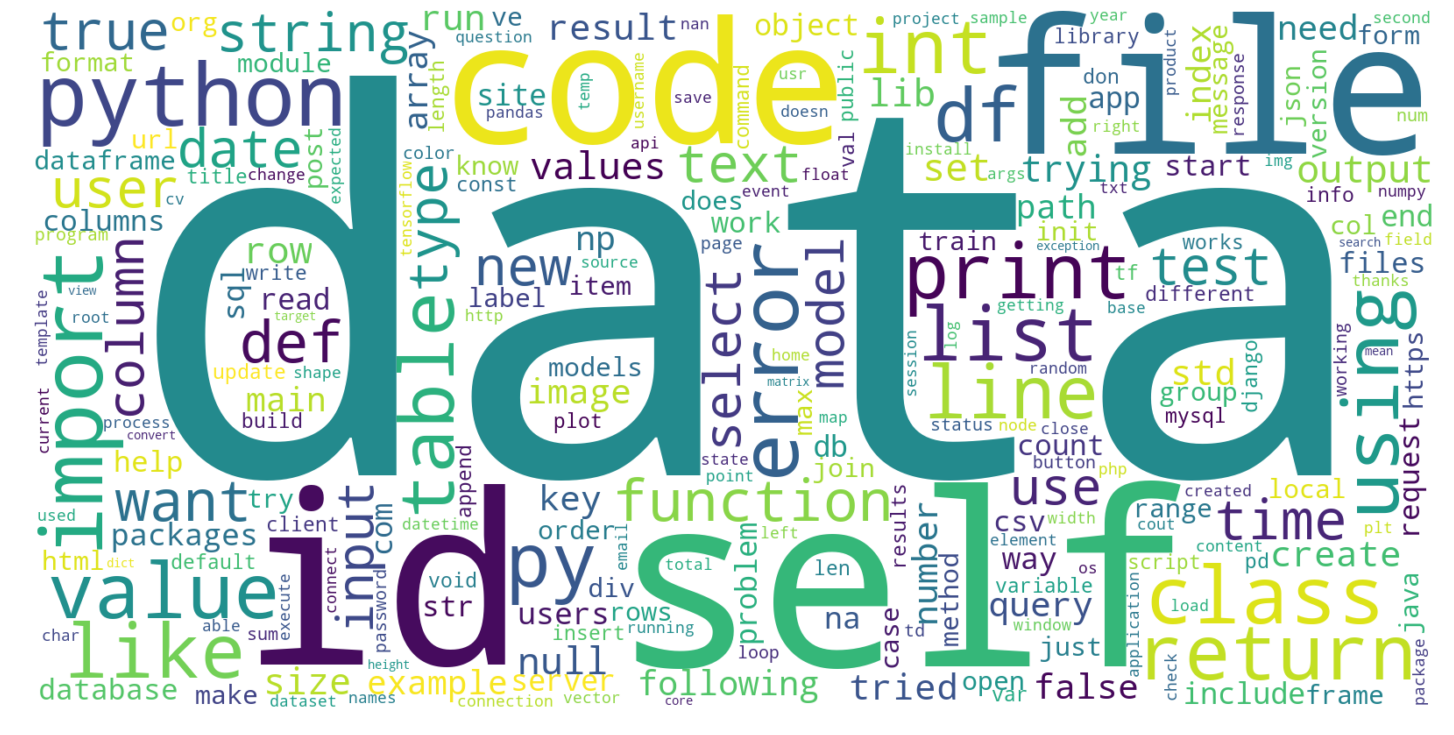 data
file
code
self
id
python
import
using
tabletype
error
function
print
list
return
class
value
like
int
df
py
string
true
org
run
ve
question
result
nan
object
project
sample
year
library
need
form
second
format
module
array
length
site
pandas
temp
usr
save
username
command
doesn
public
lib
add
don
app
right
product
index
message
response
json
version
num
url
dataframe
date
title
change
post
expected
color
know
const
api
values
text
event
float
val
install
set
args
trying
txt
start
img
output
info
numpy
user
cv
columns
program
column
row
sql
write
read
def
target
update
shape
main
build
tensorflow
new
np
source
label
item
http
does
work
page
select
model
path
init
exception
train
tf
getting
base
test
works
different
col
end
search
field
files
thanks
view
root
template
current
process
convert
help
models
image
plot
home
matrix
max
map
state
point
db
join
session
log
random
line
status
node
close
count
button
std
group
mysql
php
django
working
mean
https
request
used
want
try
packages
client
html
dict
default
input
com
append
datetime
key
order
email
div
left
problem
total
results
number
use
csv
width
element
way
cout
range
created
local
time
script
content
plt
create
pd
os
variable
method
query
window
void
str
users
rows
insert
running
len
na
loop
case
td
just
application
load
java
char
able
sum
execute
connect
password
height
null
database
make
size
dataset
names
example
server
connection
vector
following
core
tried
open
var
false
check
include
frame
package